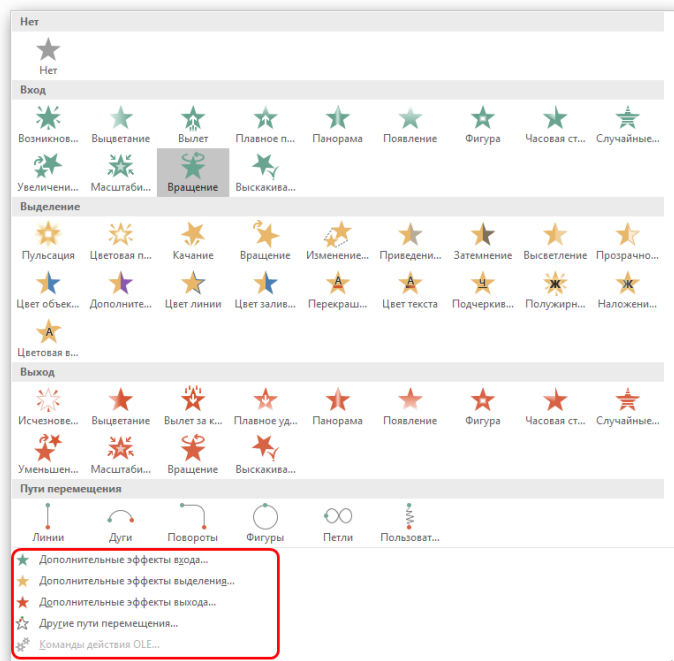 Нет
Нет
Вход
Возникнов... Выцветание Вылет Плавное п... Панорама Появление Фигура Часовая ст... Случайные...
Увеличени... Масштаби... Вращение Выскакива...
Выделение
Пульсация Цветовая п... Качание Вращение Изменение... Приведени... Затемнение Высветление Прозрачно...
Цвет объек... Дополните... Цвет линии Цвет залив... Перекраш... Цвет текста Подчеркив... Полужирн... Наложени...
Цветовая в...
Выход
Исчезнове... Выцветание Вылет за к... Плавное уд... Панорама Появление Фигура Часовая ст... Случайные...
Уменьшен... Масштаби... Вращение Выскакива...
Пути перемещения
Линии Дуги Повороты Фигуры Петли Пользоват...
Дополнительные эффекты входа...
Дополнительные эффекты выделения...
Дополнительные эффекты выхода...
Другие пути перемещения...
Команды действия OLE...